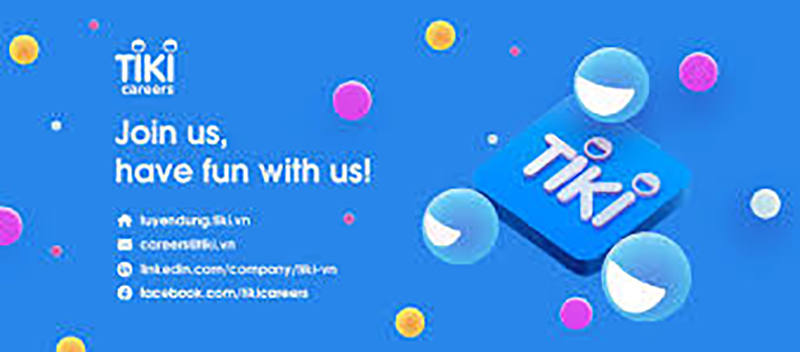 TIKI
careers
Join us,
have fun with us!
tuyendung.tiki.vn
careers@tiki.vn
linkedin.com/company/tiki-vn
facebook.com/tikicareers
TIKI